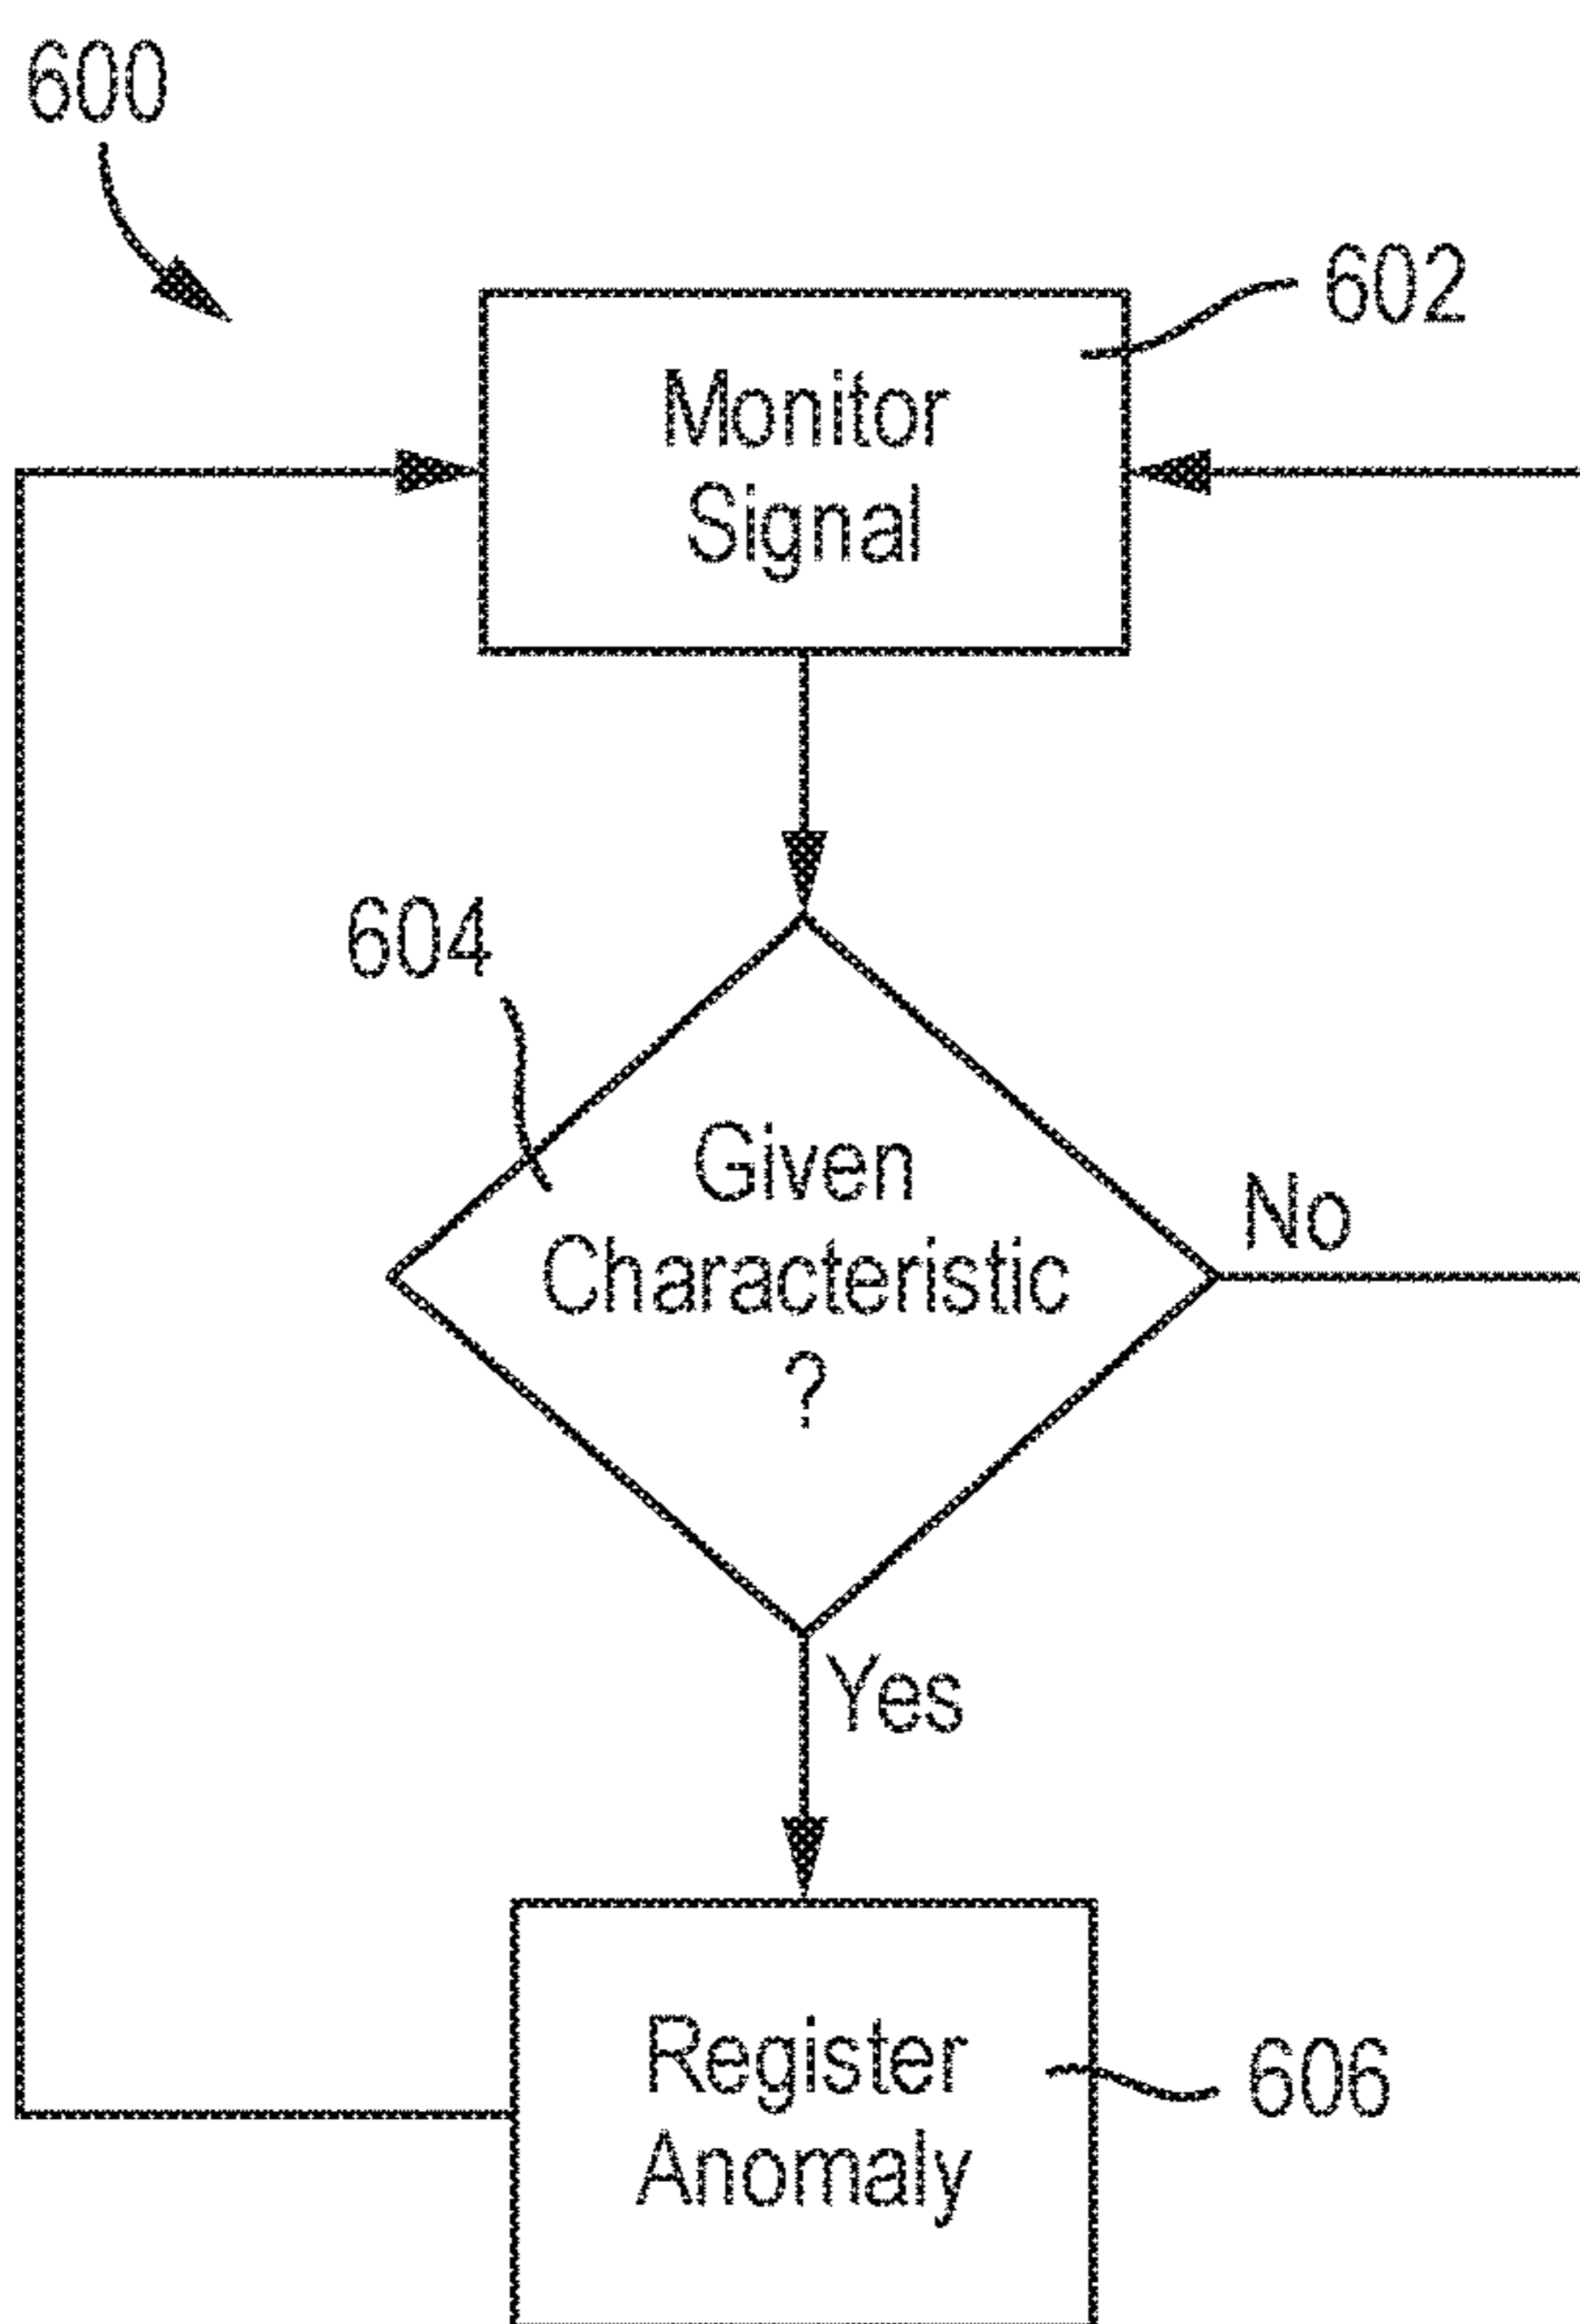 600
602
Monitor
Signal
604
Given
Characteristic
?
No
Yes
Register
Anomaly
606